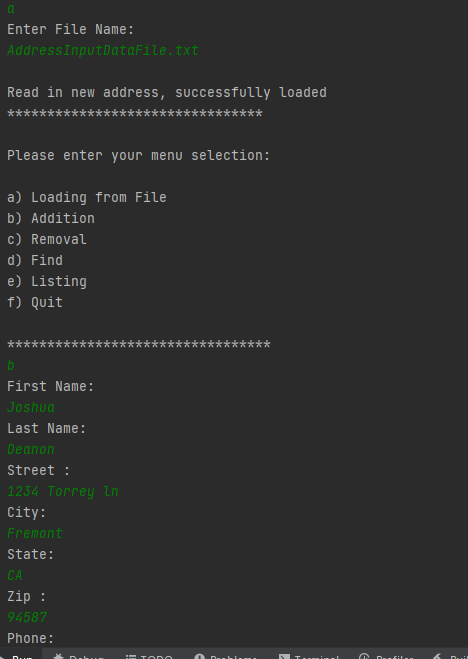 a
Enter File Name:
AddressInputDataFile.txt
Read in new address, successfully loaded
********************************
Please enter your menu selection:
a) Loading from File
b) Addition
c) Removal
d) Find
e) Listing
f) Quit
*********************************
b
First Name:
Joshua
Last Name:
Deanon
Street :
1234 Torrey ln
City:
Fremont
State:
CA
Zip :
94587
Phone:
Run Debug TODO Problems Terminal Profiler